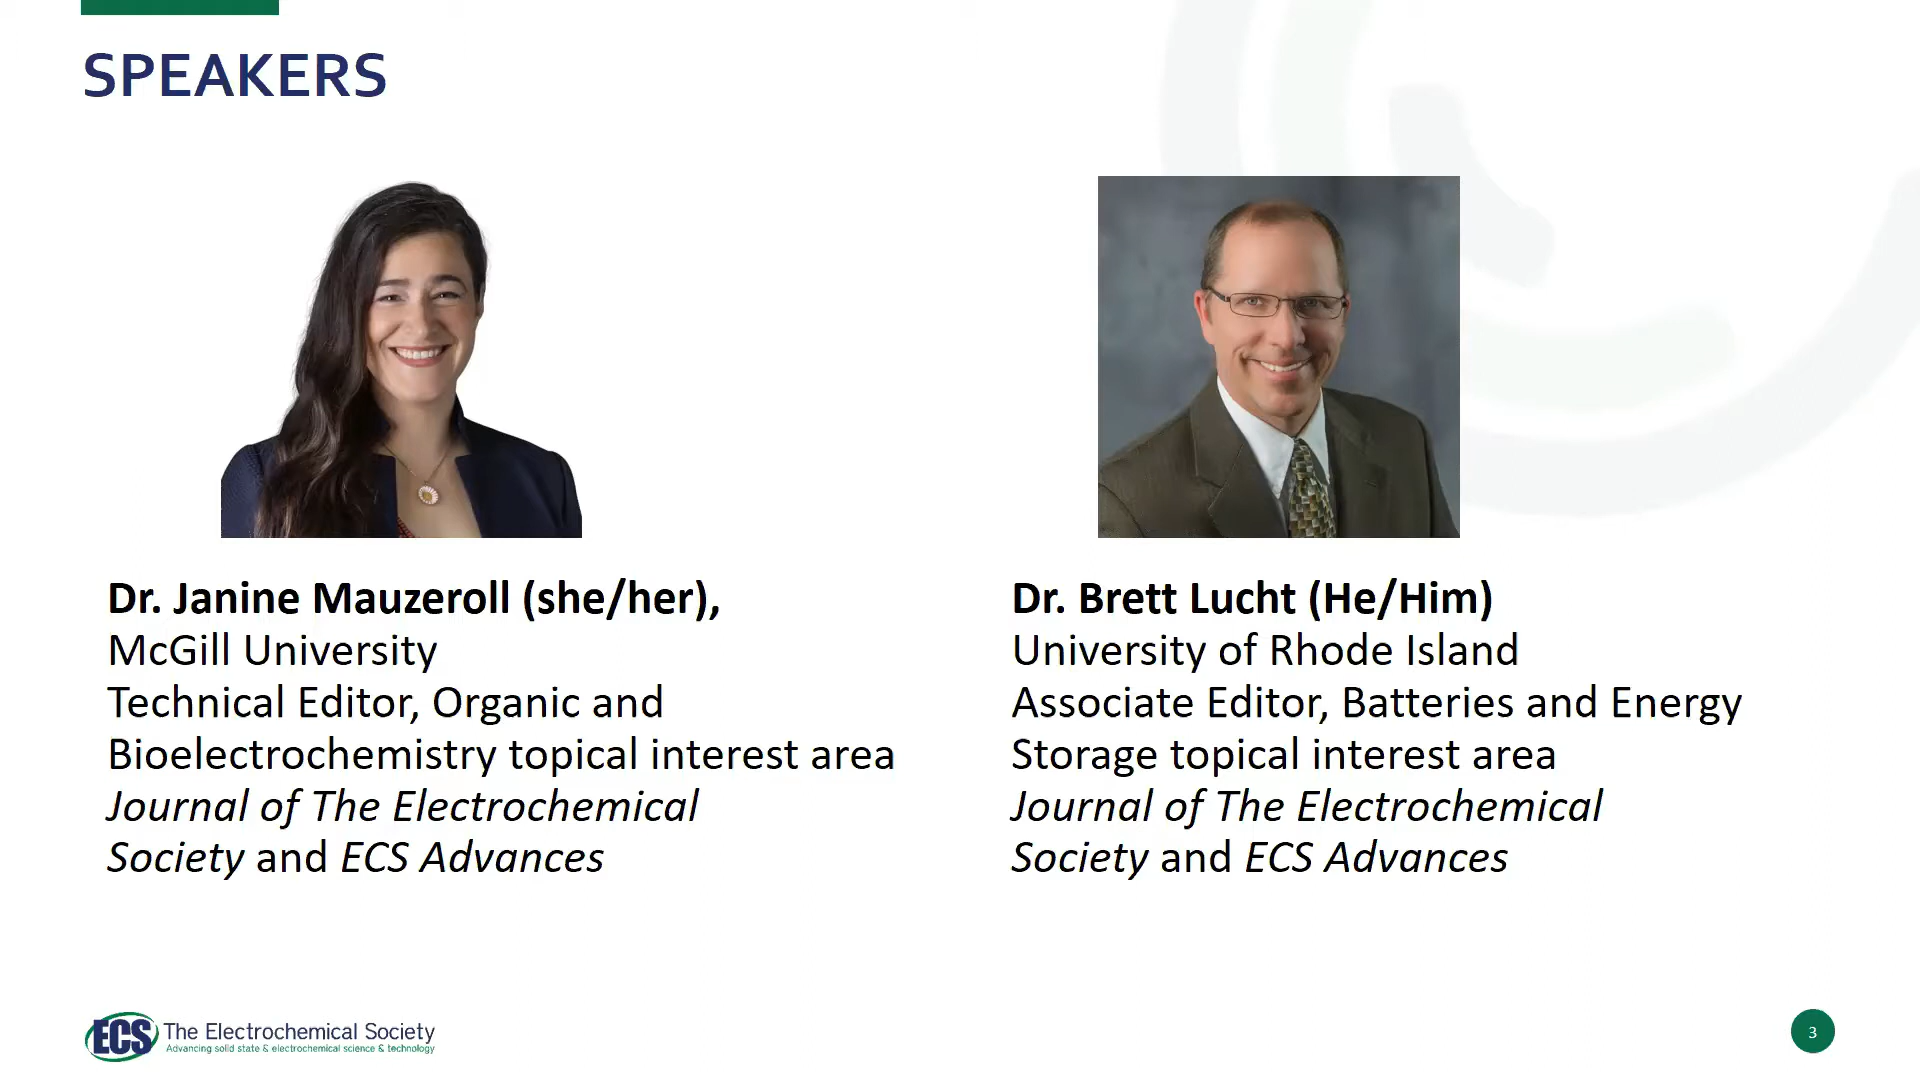 SPEAKERS
Dr. Janine Mauzeroll (she/her),
McGill University
Technical Editor, Organic and
Bioelectrochemistry topical interest area
Journal of The Electrochemical
Society and ECS Advances
Dr. Brett Lucht (He/Him)
University of Rhode Island
Associate Editor, Batteries and Energy
Storage topical interest area
Journal of The Electrochemical
Society and ECS Advances
ECS The Electrochemical Society
Advancing solid state & electrochemical science & technology
3